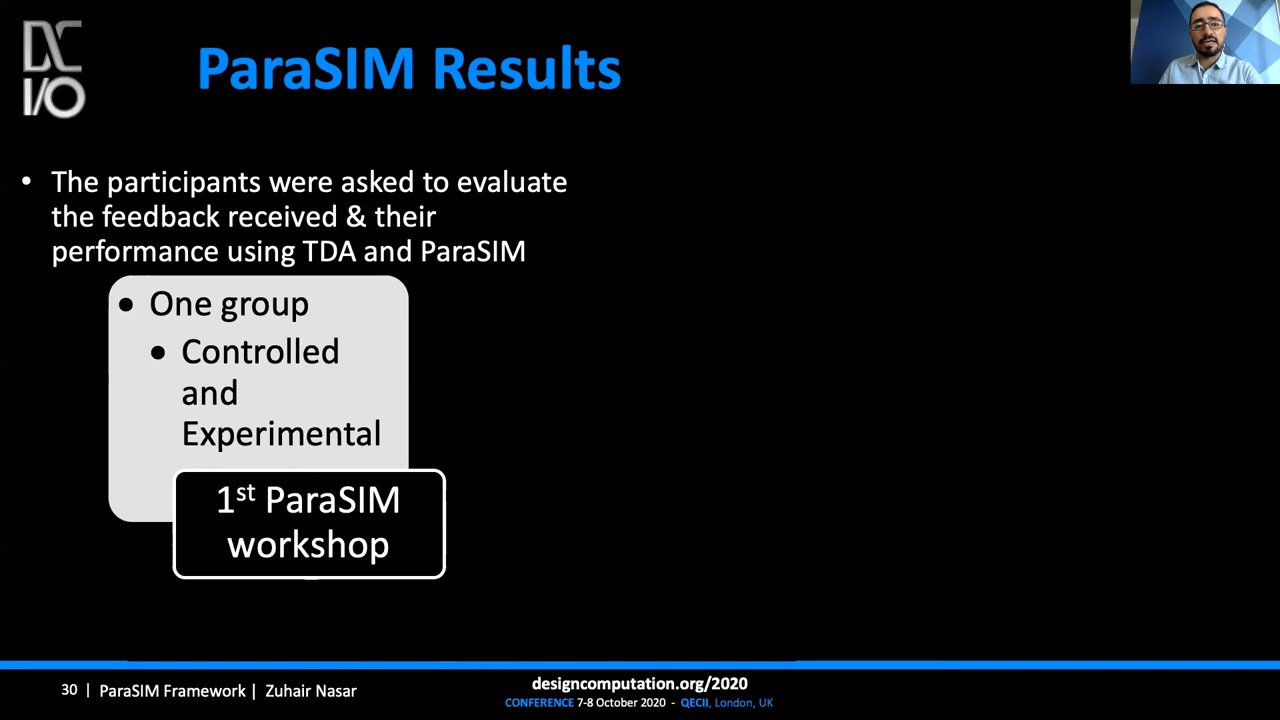 DC
I/O
ParaSIM Results
• The participants were asked to evaluate
the feedback received & their
performance using TDA and ParaSIM
• One group
• Controlled
and
Experimental
1st ParaSIM
workshop
30 | ParaSIM Framework | Zuhair Nasar
designcomputation.org/2020
CONFERENCE 7-8 October 2020 - QECII, London, UK